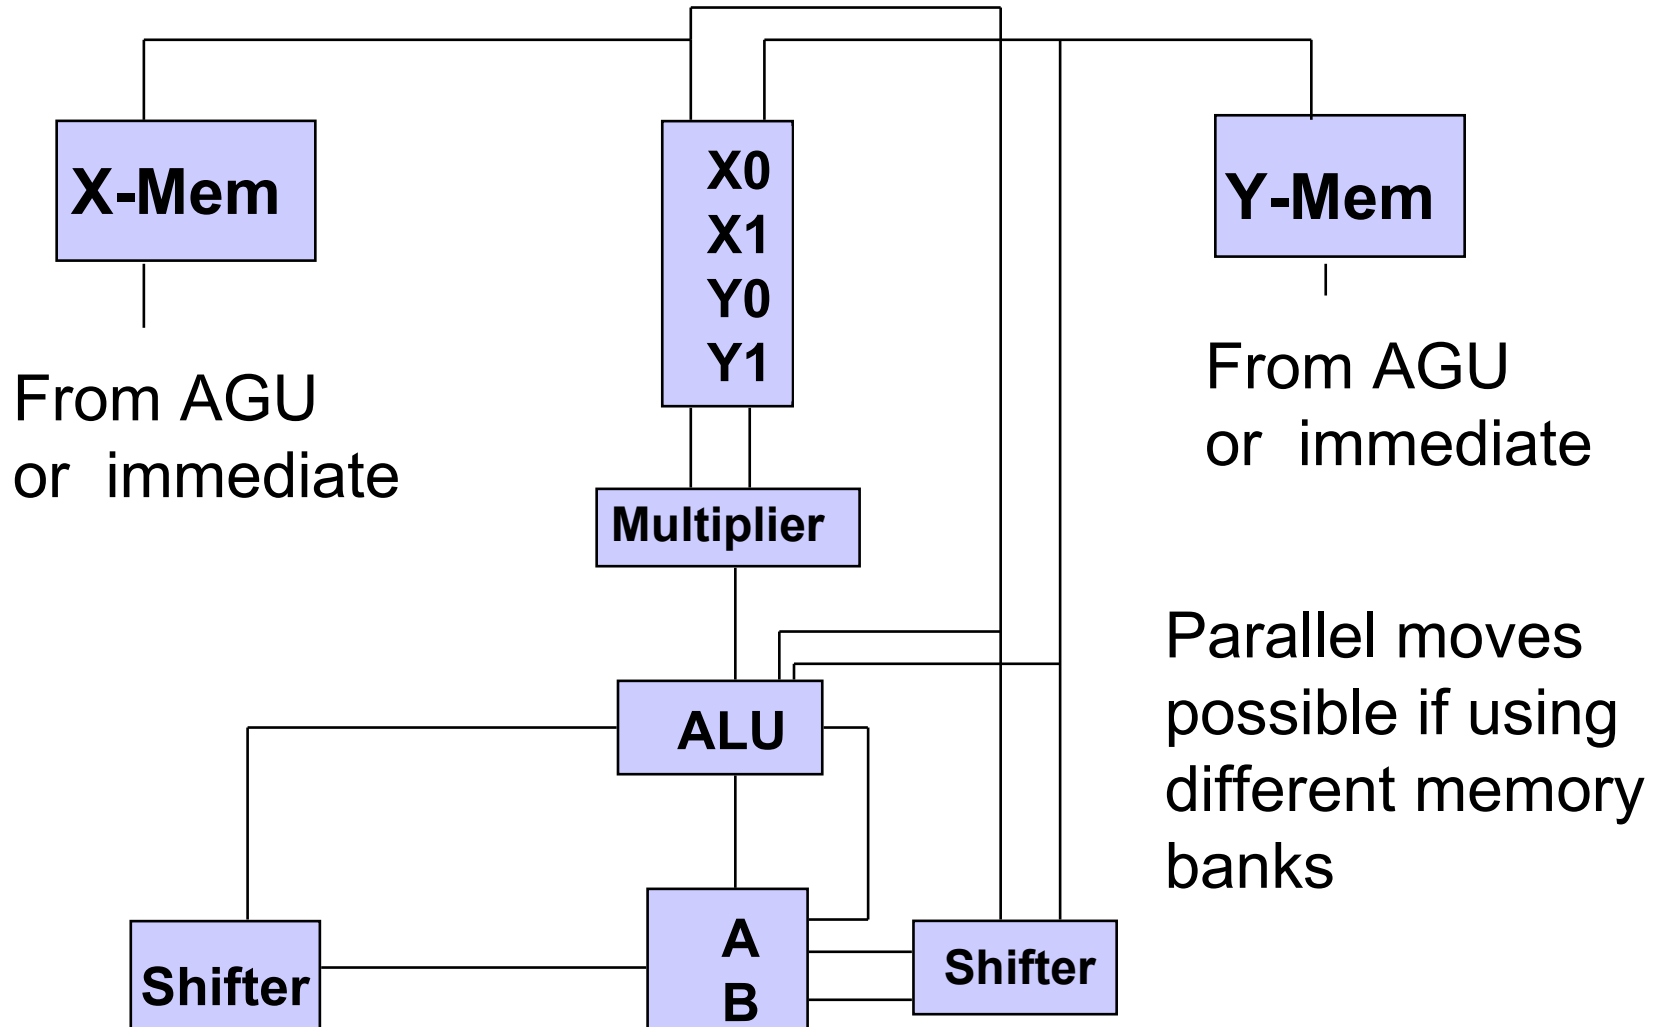 X-Mem
X0
X1
Y0
Y1
Y-Mem
From AGU
or immediate
From AGU
or immediate
Multiplier
Parallel moves
possible if using
different memory
banks
ALU
Shifter
A
B
Shifter